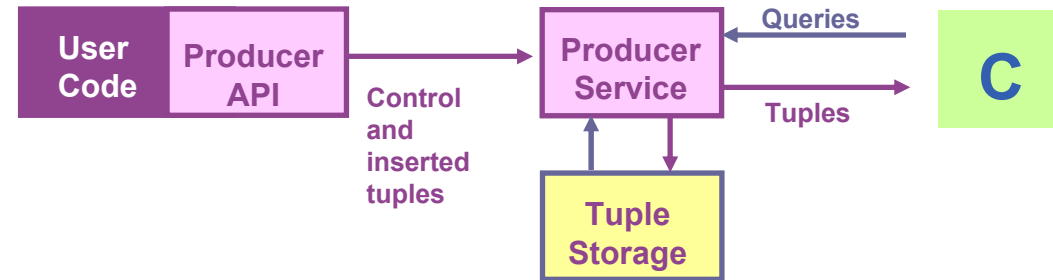 User
Code
Producer
API
Control
and
inserted
tuples
Producer
Service
Queries
Tuples
C
Tuple
Storage